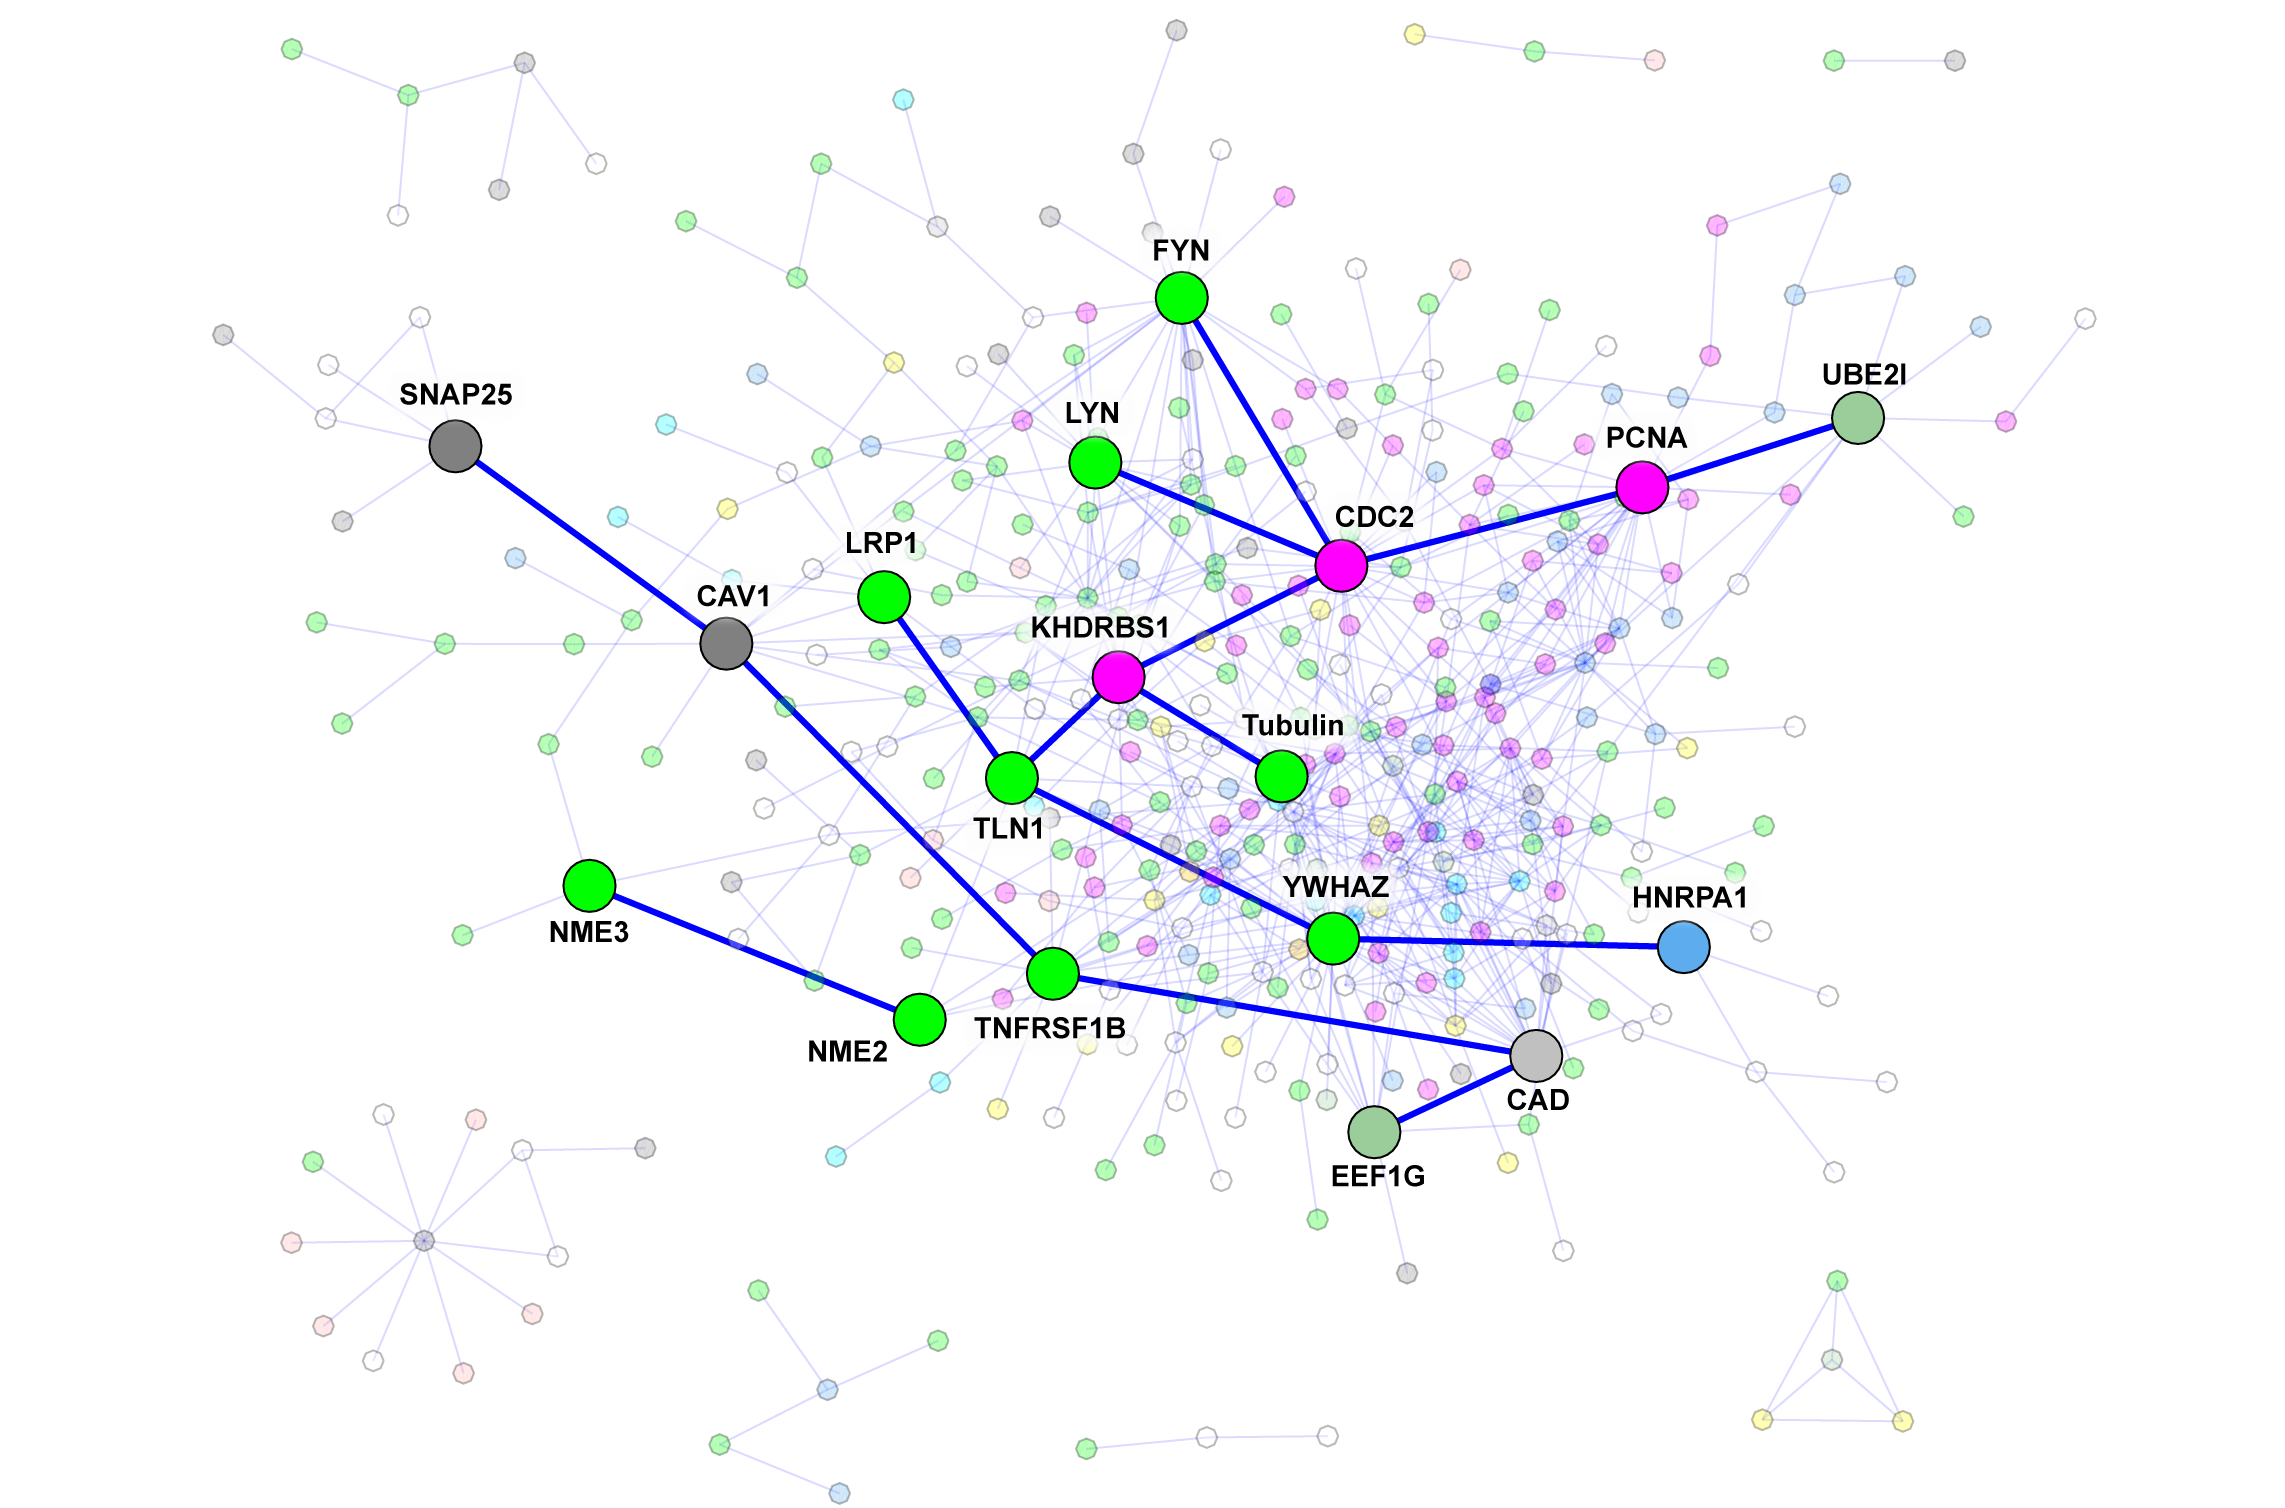 FYN
UBE2I
SNAP25
LYN
PCNA
CDC2
LRP1
CAV1
KHDRBS1
Tubulin
TLN1
YWHAZ
HNRPA1
NME3
TNFRSF1B
NME2
CAD
EEF1G